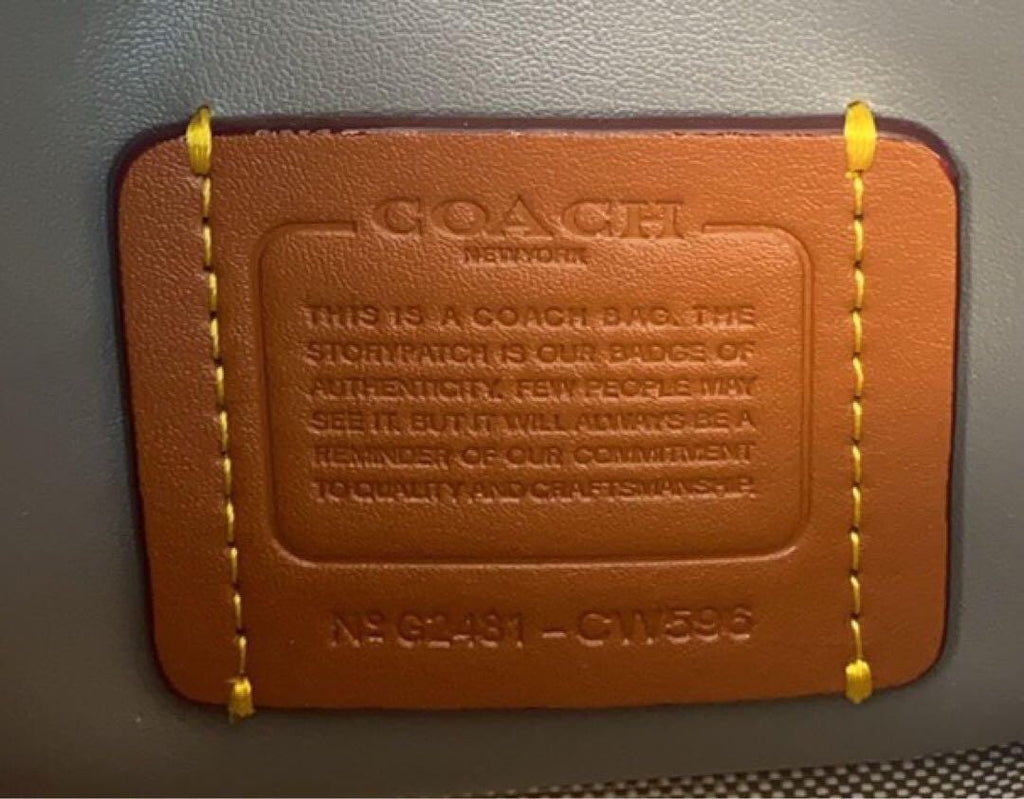 COACH
NEW YORK
THIS IS A COACH BAG. THE
STORYPATCH IS OUR BADGE OF
AUTHENTICITY. FEW PEOPLE MAY
SEE IT. BUT IT WILL ALWAYS BE A
REMINDER OF OUR COMMITMENT
TO QUALITY AND CRAFTSMANSHIP.
Nº G2481 - CW596